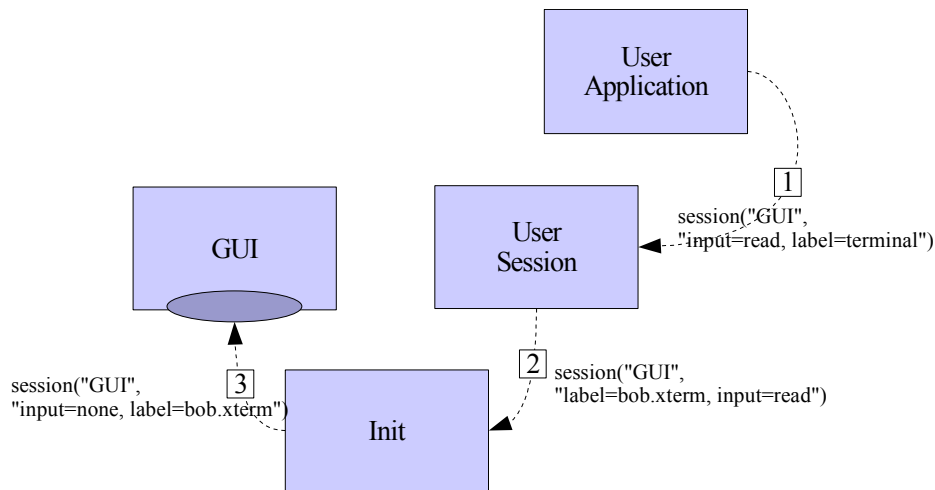 User
Application
1
session("GUI",
"input=read, label=terminal")
GUI
User
Session
2
session("GUI",
"label=bob.xterm, input=read")
3
session("GUI",
"input=none, label=bob.xterm")
Init